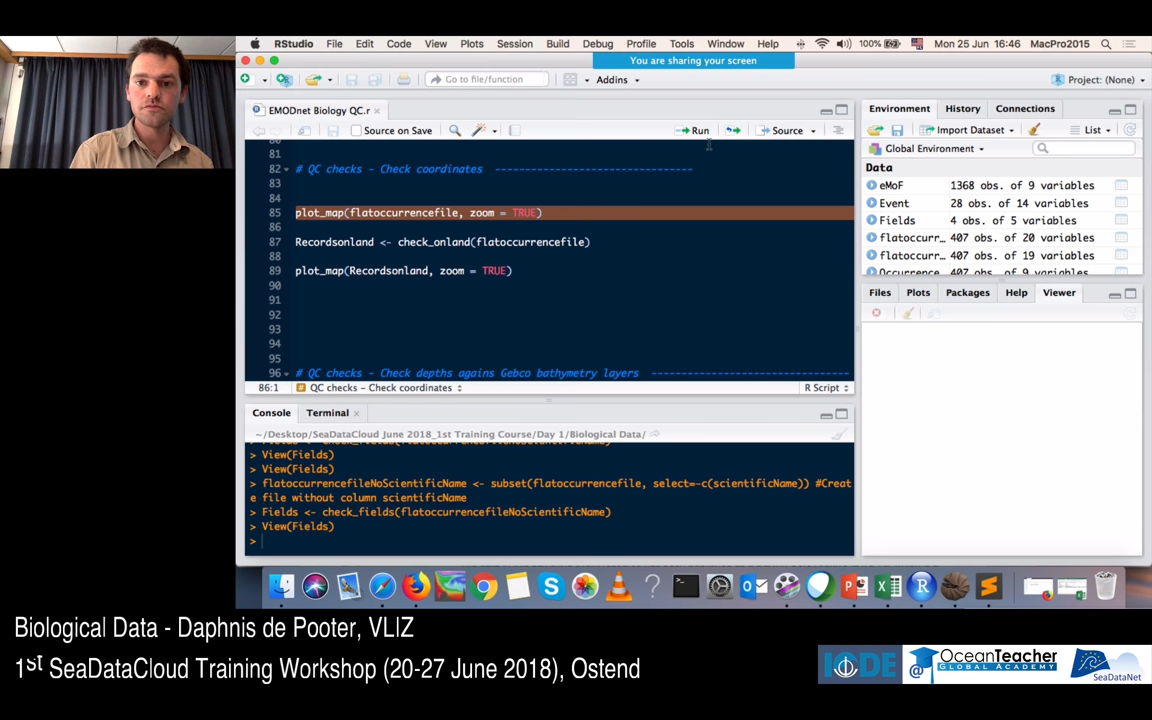 RStudio File Edit Code View Plots Session Build Debug Profile Tools Window Help 100% Mon 25 Jun 16:46 MacPro2015
You are sharing your screen
Go to file/function
Addins
Project: (None)
EMODnet Biology QC.r
Source on Save
Run
Source
81
82 # QC checks - Check coordinates -------------------------------------
83
84
85 plot_map(flatoccurrencefile, zoom = TRUE)
86
87 Recordsonland <- check_onland(flatoccurrencefile)
88
89 plot_map(Recordsonland, zoom = TRUE)
90
91
92
93
94
95
96 # QC checks - Check depths agains Gebco bathymetry layers -------------------------------------
86:1 QC checks - Check coordinates R Script
Console Terminal
~/Desktop/SeaDataCloud June 2018_1st Training Course/Day 1/Biological Data/
> View(Fields)
> View(Fields)
> flatoccurrencefileNoScientificName <- subset(flatoccurrencefile, select=-c(scientificName)) #Creat
e file without column scientificName
> Fields <- check_fields(flatoccurrencefileNoScientificName)
> View(Fields)
>
Environment History Connections
Import Dataset List
Global Environment
Data
eMoF 1368 obs. of 9 variables
Event 28 obs. of 14 variables
Fields 4 obs. of 5 variables
flatoccurr… 407 obs. of 20 variables
flatoccurr… 407 obs. of 19 variables
Occurrence 407 obs. of 9 variables
Files Plots Packages Help Viewer
Biological Data - Daphnis de Pooter, VLIZ
1st SeaDataCloud Training Workshop (20-27 June 2018), Ostend
IODE
OceanTeacher
GLOBAL ACADEMY
SeaDataNet